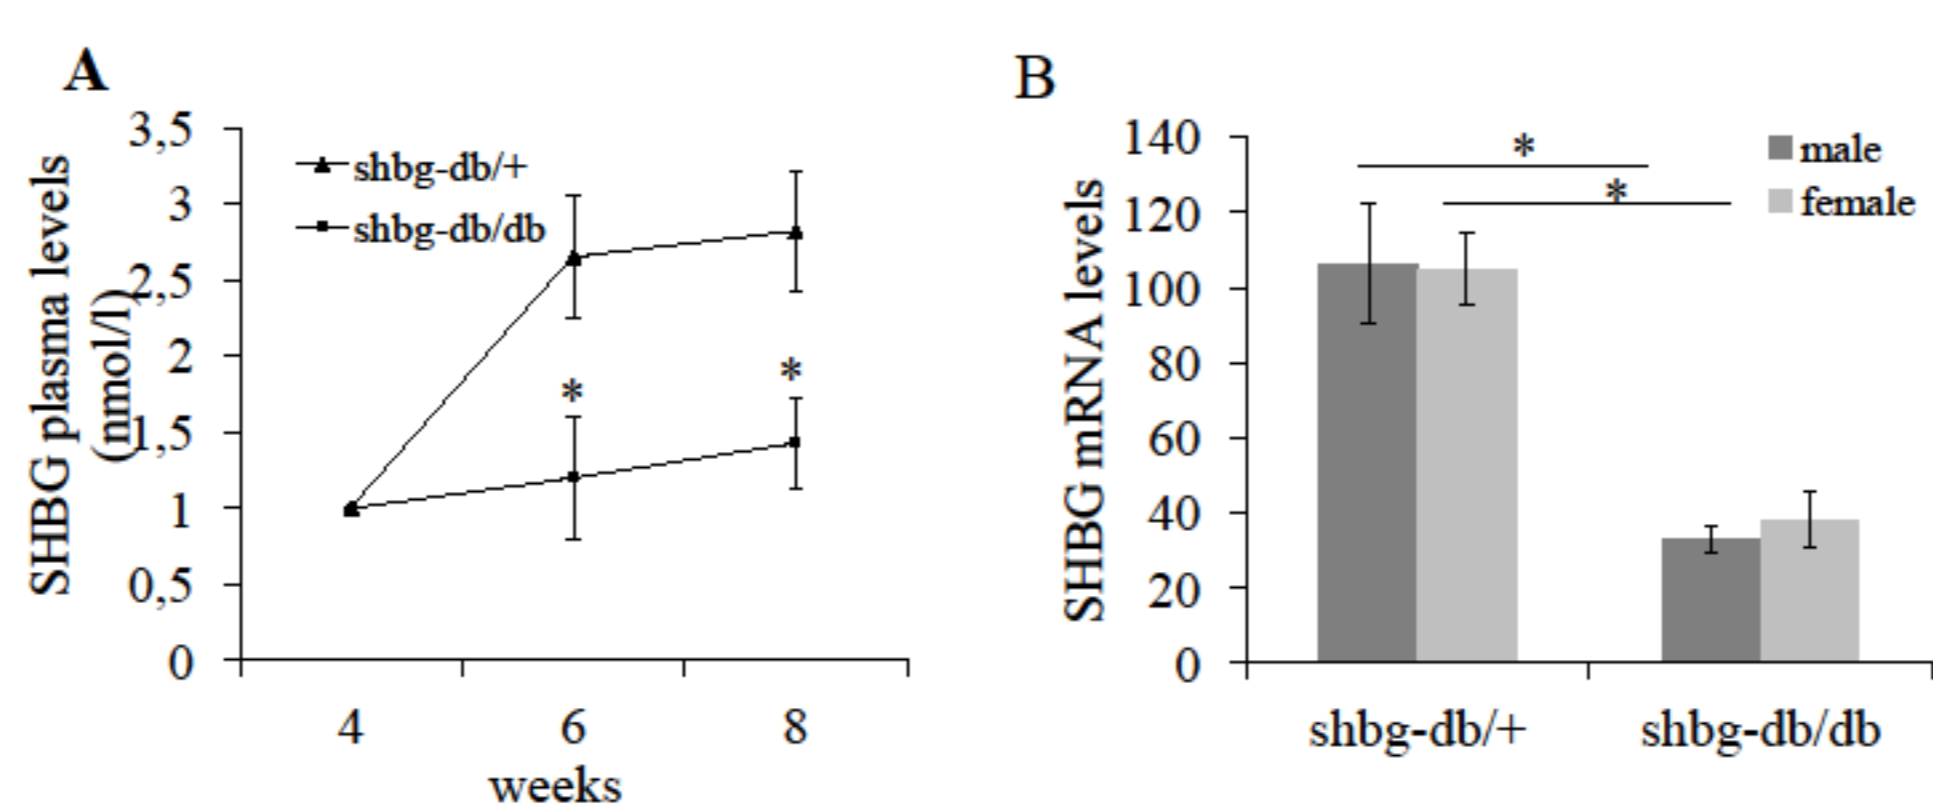 A
SHBG plasma levels
(nmol/l)
3,5
3
2,5
2
1,5
1
0,5
0
shbg-db/+
shbg-db/db
*
*
4
6
8
weeks
B
SHBG mRNA levels
140
120
100
80
60
40
20
0
*
*
male
female
shbg-db/+
shbg-db/db